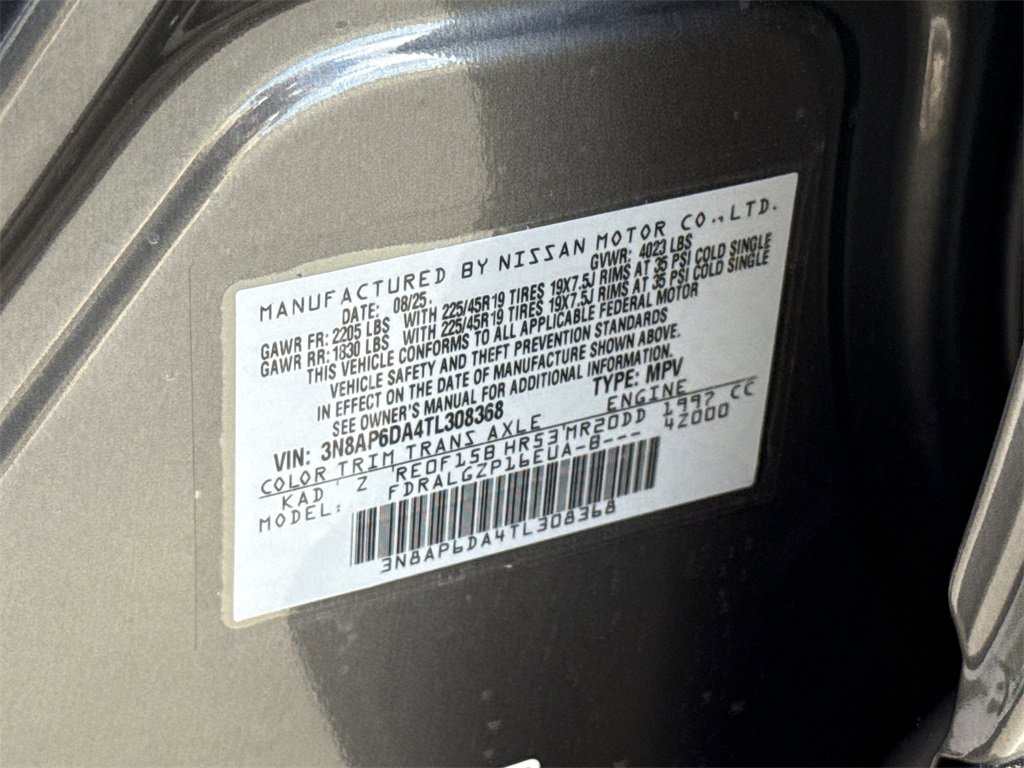 MANUFACTURED BY NISSAN MOTOR CO., LTD.
DATE: 08/25. GVWR: 4023 LBS
GAWR FR: 2205 LBS WITH 225/45R19 TIRES 19X7.5J RIMS AT 35 PSI COLD SINGLE
GAWR RR: 1830 LBS WITH 225/45R19 TIRES 19X7.5J RIMS AT 35 PSI COLD SINGLE
THIS VEHICLE CONFORMS TO ALL APPLICABLE FEDERAL MOTOR
VEHICLE SAFETY AND THEFT PREVENTION STANDARDS
IN EFFECT ON THE DATE OF MANUFACTURE SHOWN ABOVE.
SEE OWNER'S MANUAL FOR ADDITIONAL INFORMATION.
VIN: 3N8AP6DA4TL308368 TYPE: MPV
COLOR TRIM TRANS AXLE ENGINE
KAD Z RE0F15B HR53 MR20DD 1997 CC
MODEL: FDRALGZP16EUA-B--- 42000
3N8AP6DA4TL308368